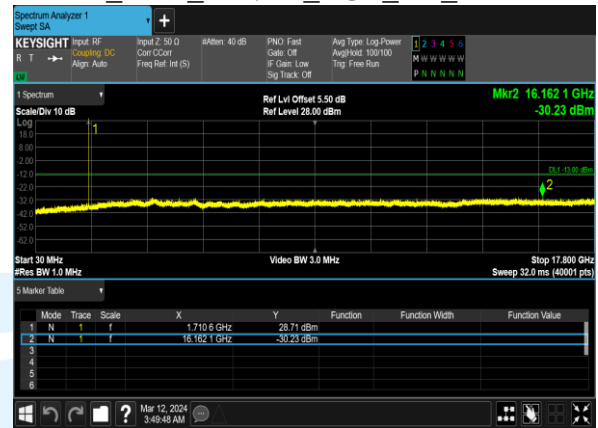 Spectrum Analyzer 1
Swept SA
+
KEYSIGHT Input: RF Input Z: 50 Ω #Atten: 40 dB PNO: Fast Avg Type: Log-Power 1 2 3 4 5 6
R T Coupling: DC Corr CCorr Gate: Off Avg|Hold: 100/100 M W W W W W
Align: Auto Freq Ref: Int (S) IF Gain: Low Trig: Free Run
Sig Track: Off P N N N N N
1 Spectrum Ref Lvl Offset 5.50 dB Mkr2 16.162 1 GHz
Scale/Div 10 dB Ref Level 28.00 dBm -30.23 dBm
Log
1
18.0
8.00
-2.00
DL1 -13.00 dBm
-12.0
2
-22.0
-32.0
-42.0
-52.0
-62.0
Start 30 MHz Video BW 3.0 MHz Stop 17.800 GHz
#Res BW 1.0 MHz Sweep 32.0 ms (40001 pts)
5 Marker Table
Mode Trace Scale X Y Function Function Width Function Value
1 N 1 f 1.710 6 GHz 28.71 dBm
2 N 1 f 16.162 1 GHz -30.23 dBm
3
4
5
6
? Mar 12, 2024
3:49:48 AM